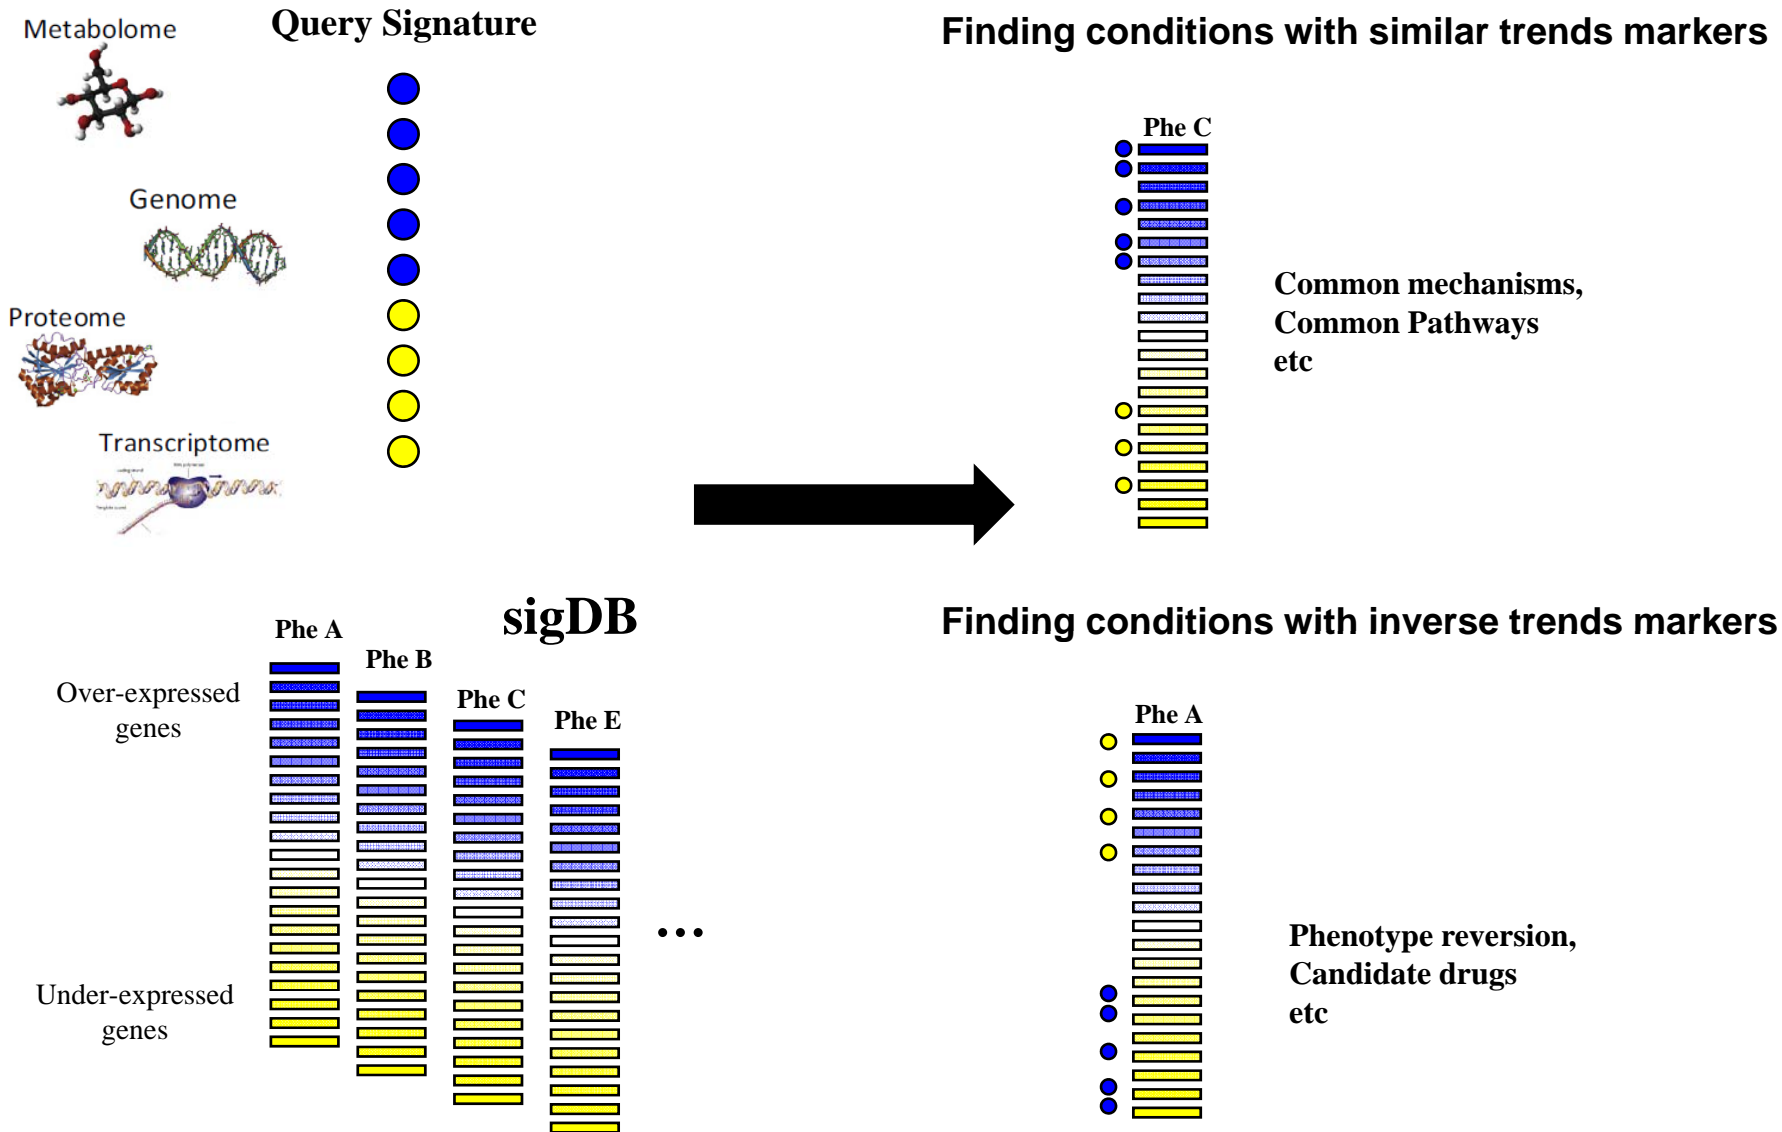 Metabolome
Query Signature
Finding conditions with similar trends markers
Genome
Proteome
Transcriptome
Phe C
Common mechanisms,
Common Pathways
etc
sigDB
Phe A
Phe B
Phe C
Phe E
Over-expressed
genes
Under-expressed
genes
...
Finding conditions with inverse trends markers
Phe A
Phenotype reversion,
Candidate drugs
etc